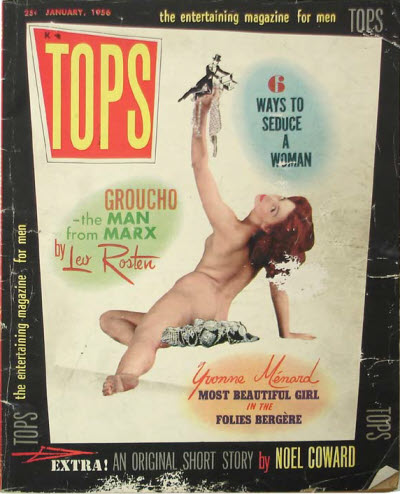 25¢ JANUARY, 1956
the entertaining magazine for men
TOPS
K
TOPS
6
WAYS TO
SEDUCE
A
WOMAN
GROUCHO
-the MAN
from MARX
by Leo Rosten
TOPS the entertaining magazine for men
Yvonne Ménard
MOST BEAUTIFUL GIRL
IN THE
FOLIES BERGÈRE
TOPS
EXTRA! AN ORIGINAL SHORT STORY by NOEL COWARD